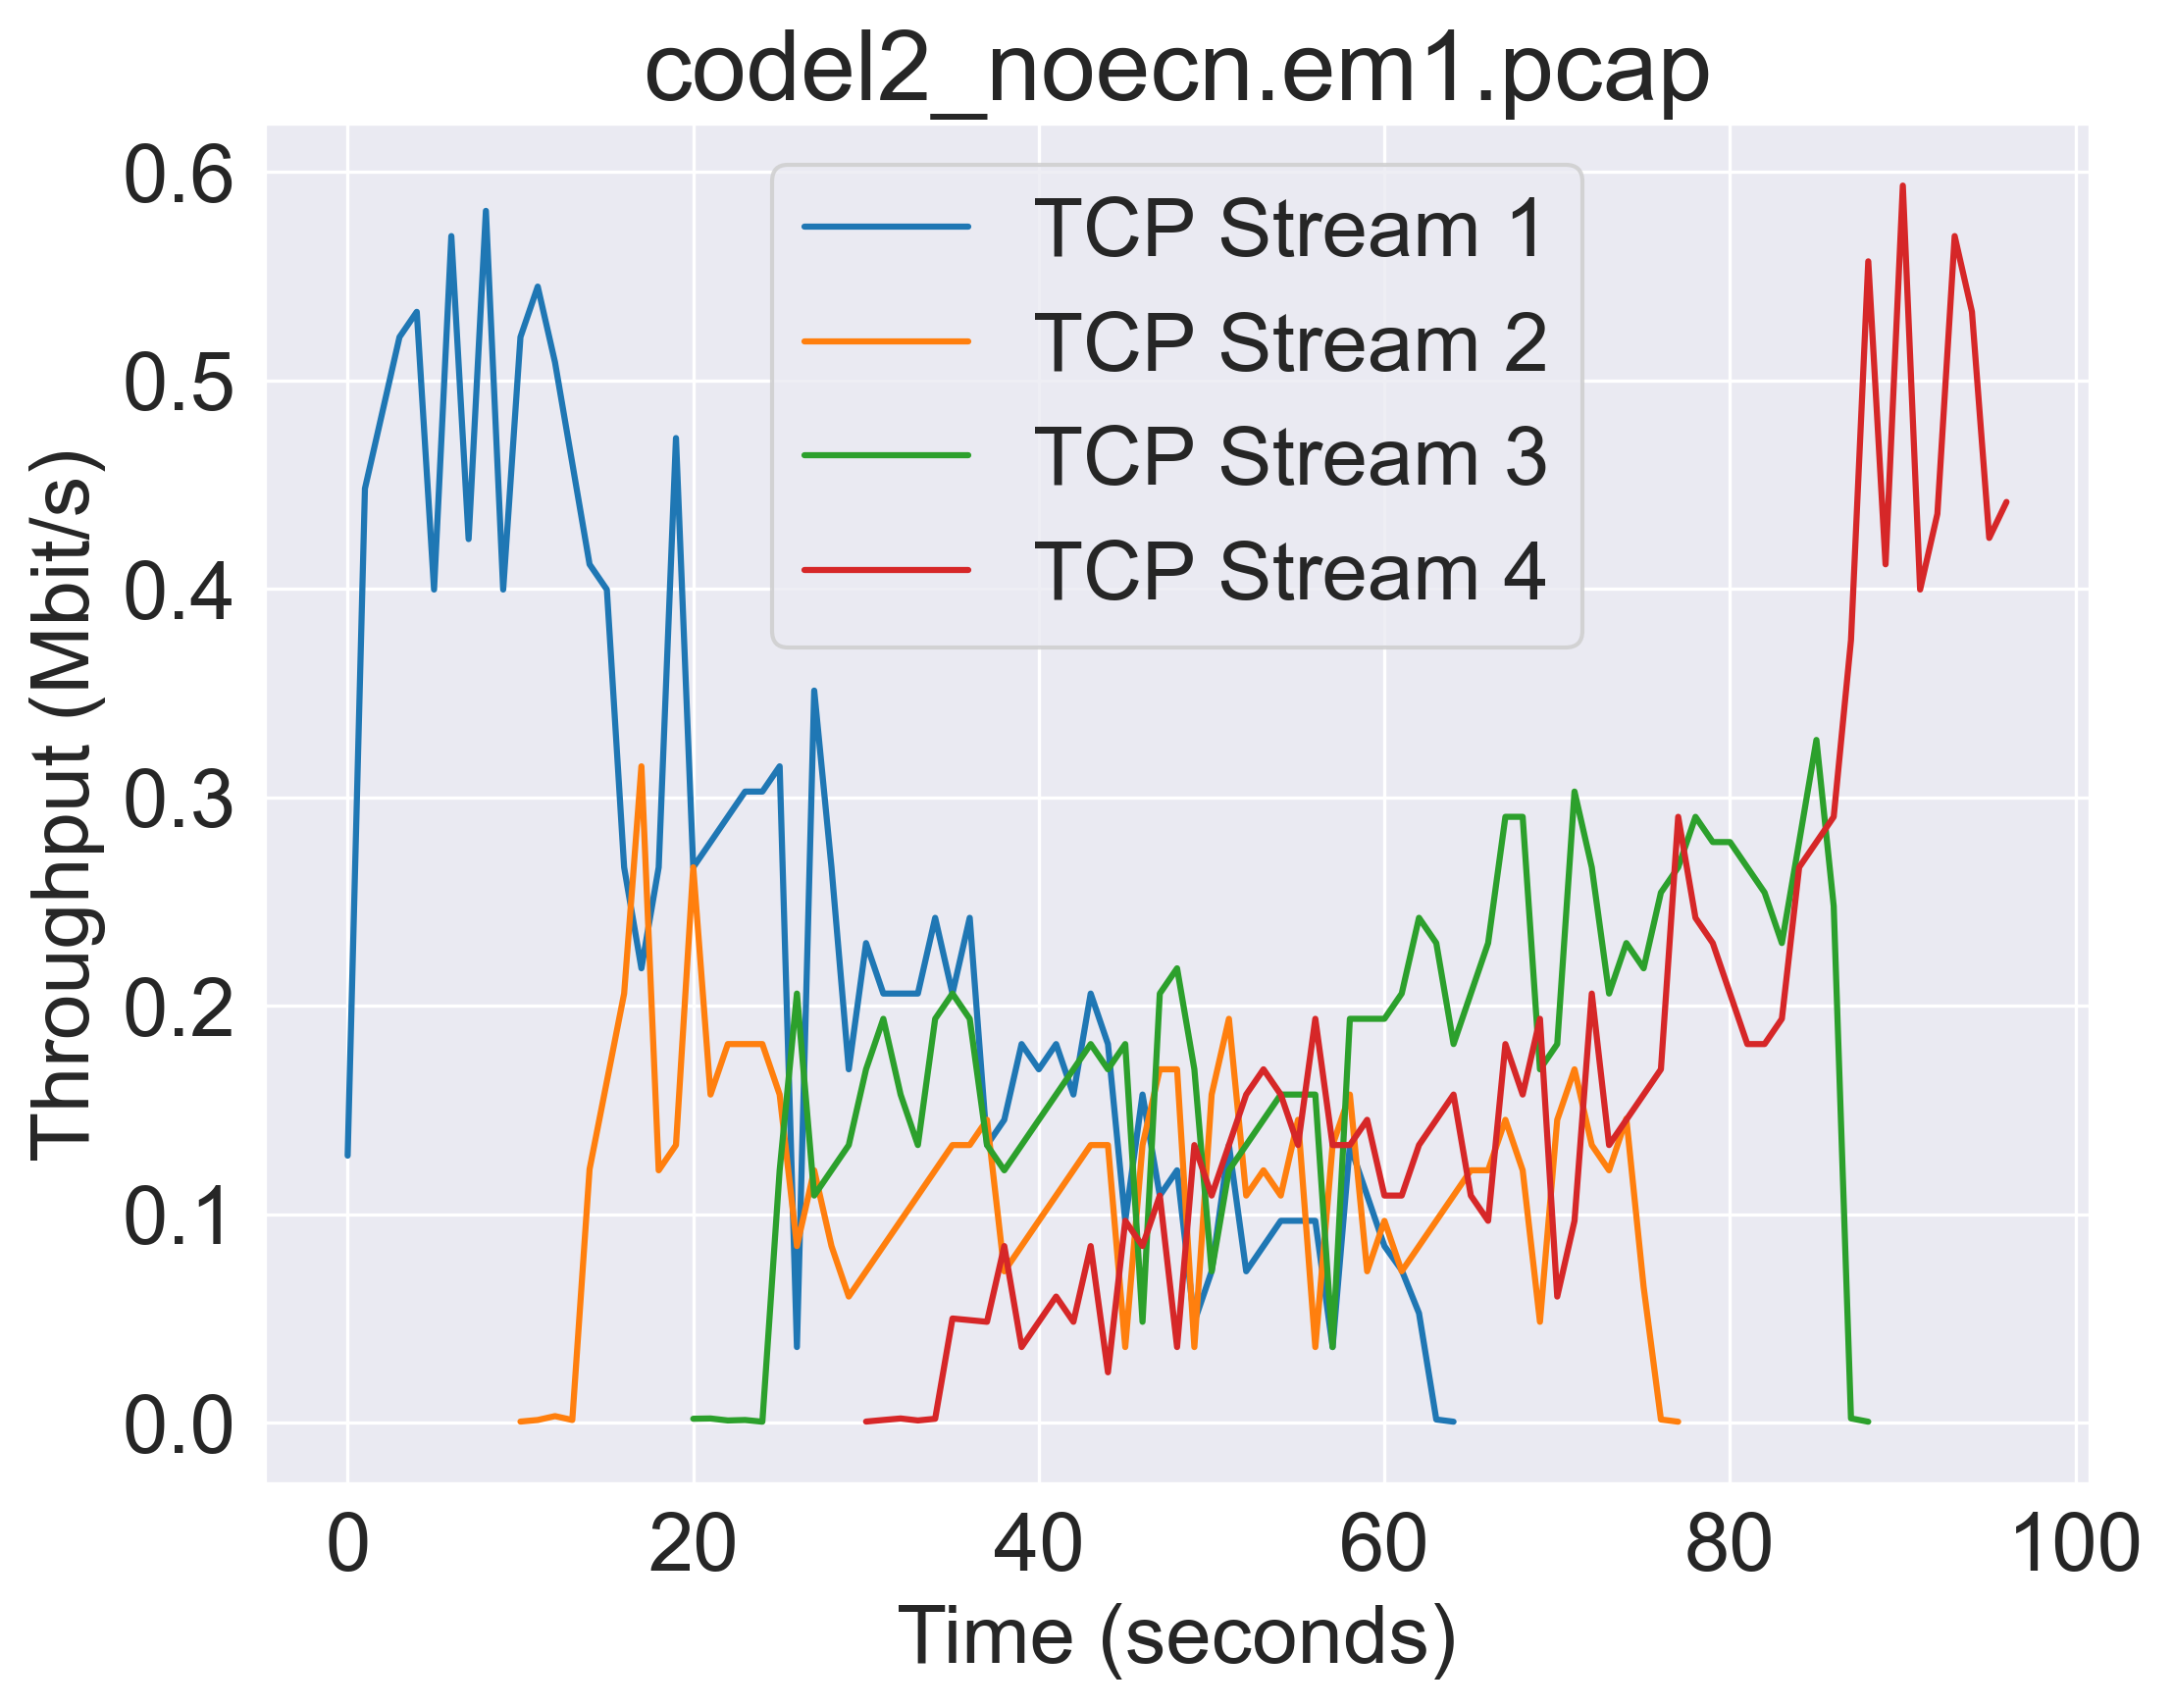 codel2_noecn.em1.pcap
Throughput (Mbit/s)
0.6
0.5
0.4
0.3
0.2
0.1
0.0
TCP Stream 1
TCP Stream 2
TCP Stream 3
TCP Stream 4
0 20 40 60 80 100
Time (seconds)